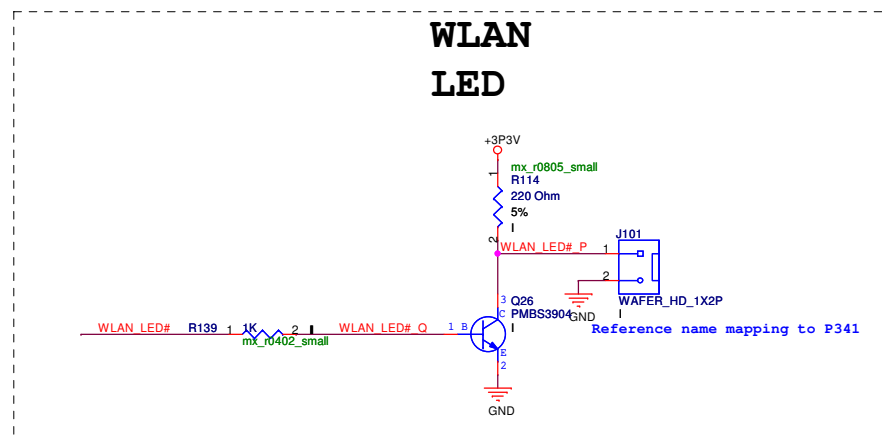 WLAN
LED
+3P3V
mx_r0805_small
1
R114
220 Ohm
5%
I
2
WLAN_LED#_P
J101
1
2
GND
WAFER_HD_1X2P
I
Reference name mapping to P341
3
C
Q26
PMBS3904
I
WLAN_LED#
R139
1
1K
2
I
mx_r0402_small
WLAN_LED#_Q
1
B
E
2
GND